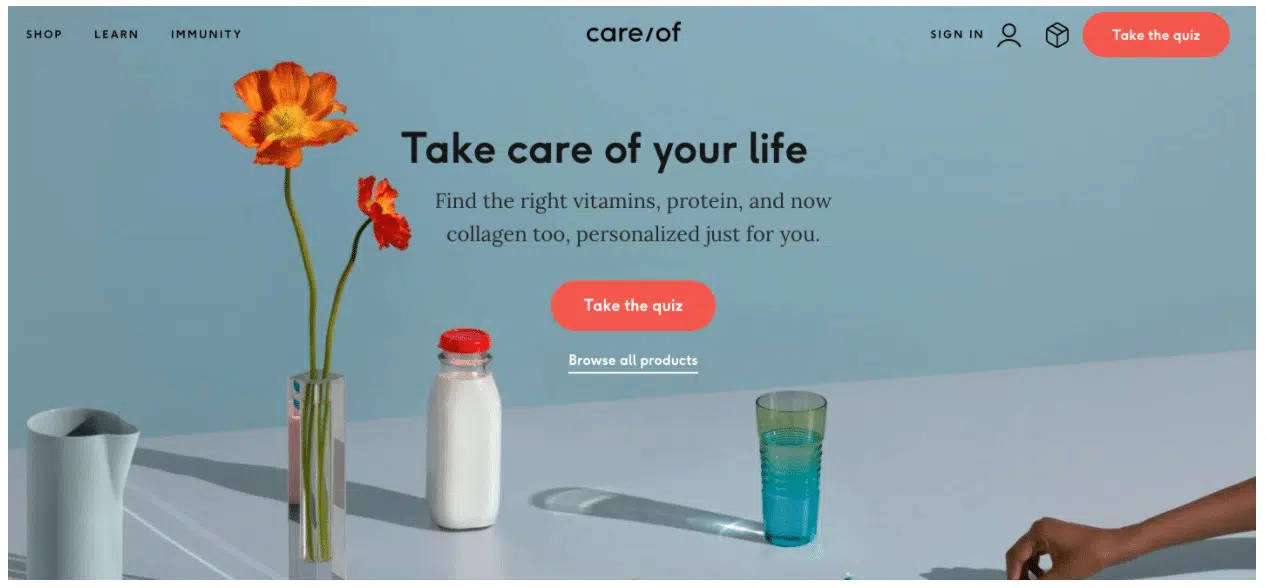 SHOP
LEARN
IMMUNITY
care/of
SIGN IN
Take the quiz
Take care of your life
Find the right vitamins, protein, and now
collagen too, personalized just for you.
Take the quiz
Browse all products